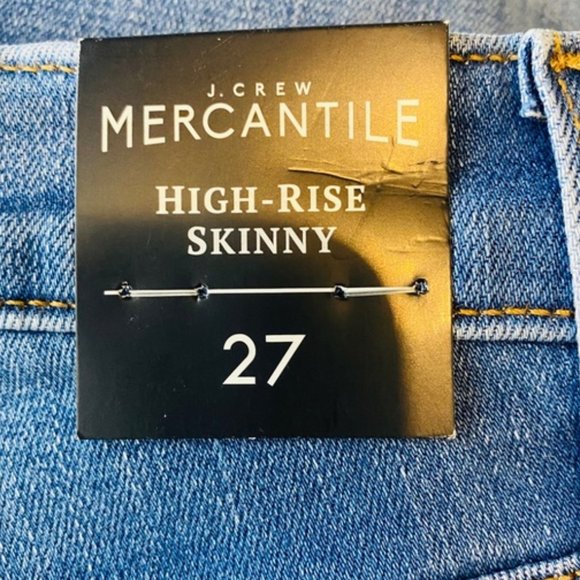 J.CREW
MERCANTILE
HIGH-RISE
SKINNY
27